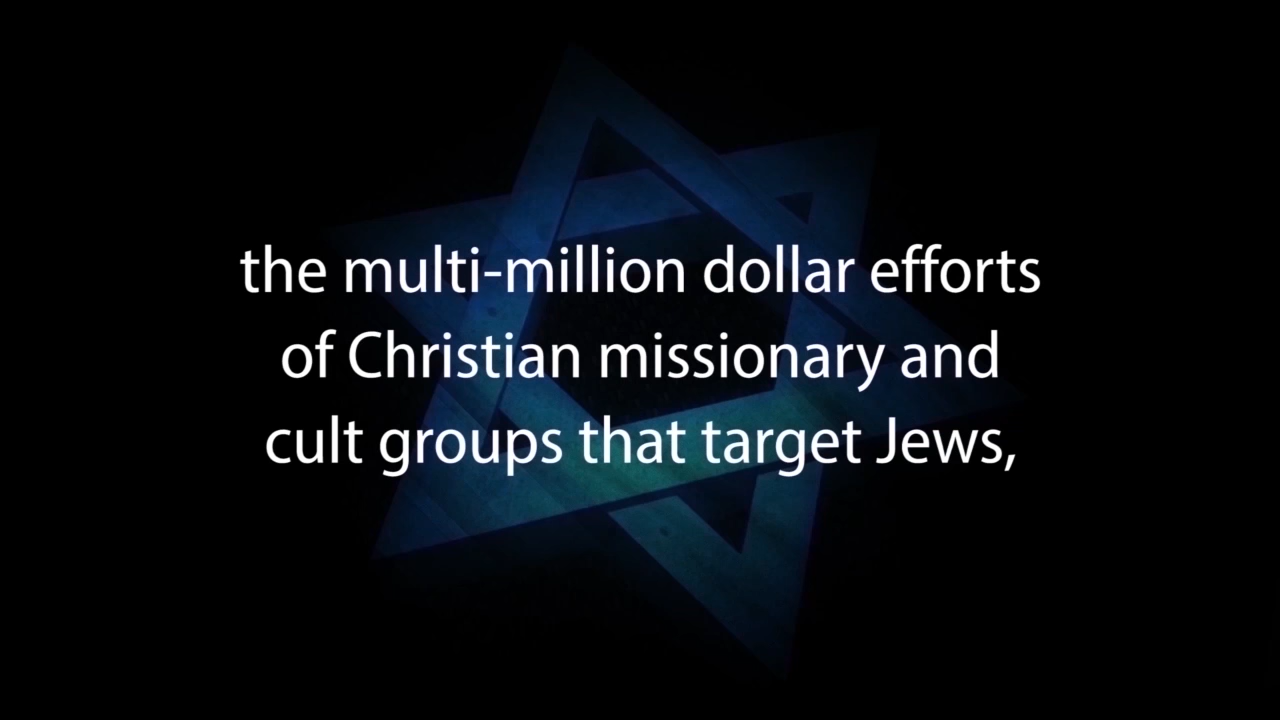 the multi-million dollar efforts
of Christian missionary and
cult groups that target Jews,